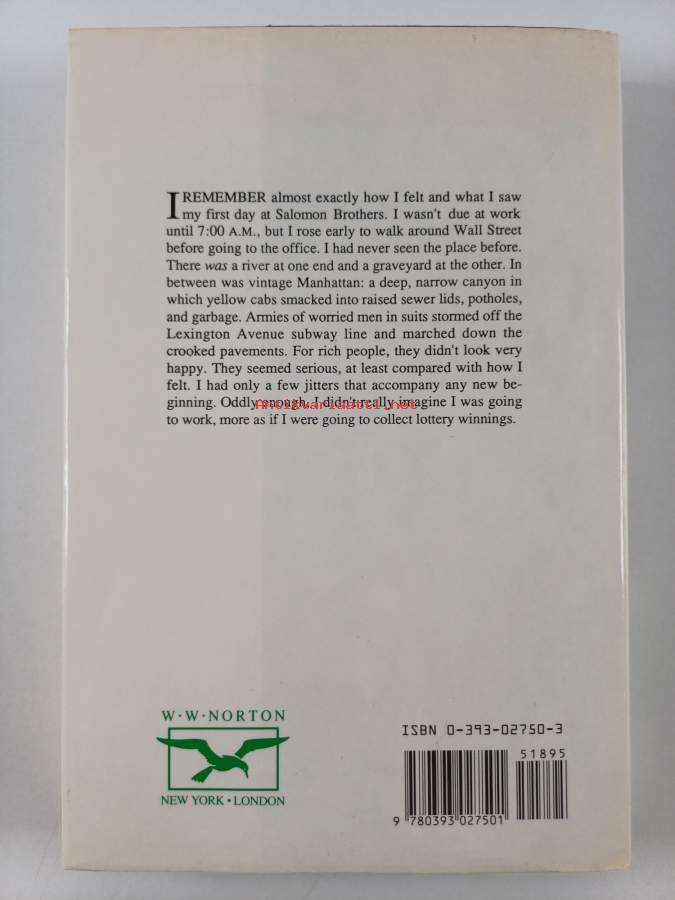 I REMEMBER almost exactly how I felt and what I saw
my first day at Salomon Brothers. I wasn't due at work
until 7:00 A.M., but I rose early to walk around Wall Street
before going to the office. I had never seen the place before.
There was a river at one end and a graveyard at the other. In
between was vintage Manhattan: a deep, narrow canyon in
which yellow cabs smacked into raised sewer lids, potholes,
and garbage. Armies of worried men in suits stormed off the
Lexington Avenue subway line and marched down the
crooked pavements. For rich people, they didn't look very
happy. They seemed serious, at least compared with how I
felt. I had only a few jitters that accompany any new be-
ginning. Oddly enough, I didn't really imagine I was going
Antikvariaatti.net
to work, more as if I were going to collect lottery winnings.
W·W·NORTON
NEW YORK · LONDON
ISBN 0-393-02750-3
51895
9 780393 027501